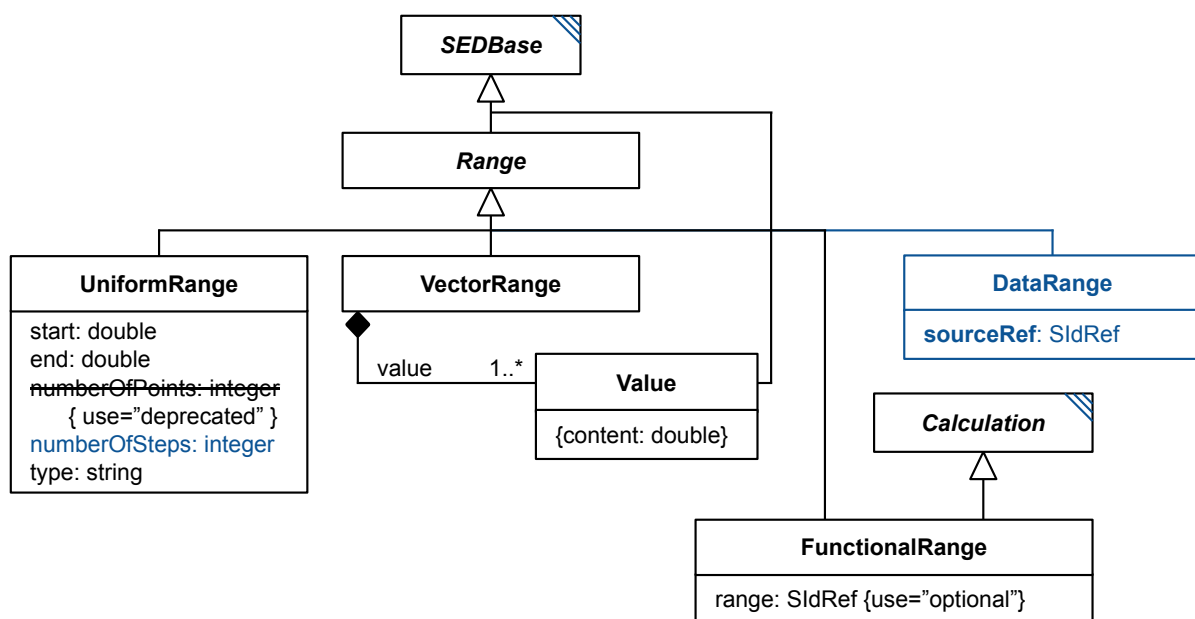 SEDBase
Range
UniformRange
start: double
end: double
numberOfPoints: integer
{ use=”deprecated” }
numberOfSteps: integer
type: string
VectorRange
value 1..*
Value
{content: double}
DataRange
sourceRef: SIdRef
Calculation
FunctionalRange
range: SIdRef {use=”optional”}